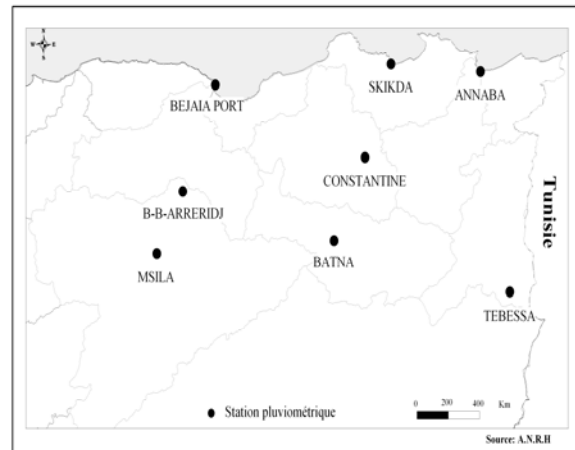 N
W E
S
SKIKDA
ANNABA
BEJAIA PORT
CONSTANTINE
Tunisie
B-B-ARRERIDJ
BATNA
MSILA
TEBESSA
Station pluviométrique
0 200 400 Km
Source: A.N.R.H